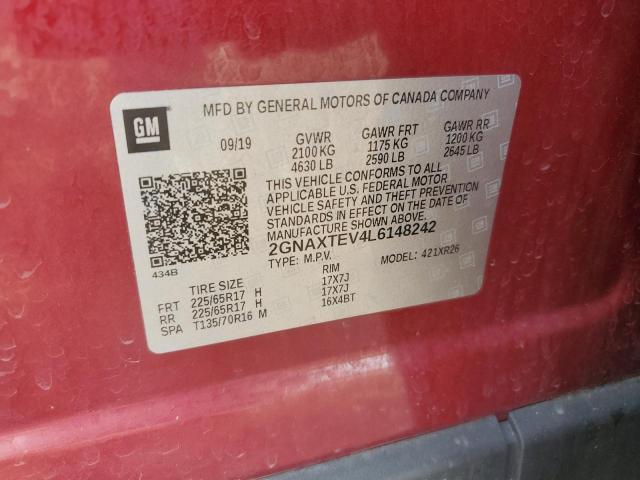 GM
MFD BY GENERAL MOTORS OF CANADA COMPANY
09/19 GVWR GAWR FRT GAWR RR
2100 KG 1175 KG 1200 KG
4630 LB 2590 LB 2645 LB
THIS VEHICLE CONFORMS TO ALL
APPLICABLE U.S. FEDERAL MOTOR
VEHICLE SAFETY AND THEFT PREVENTION
STANDARDS IN EFFECT ON THE DATE OF
MANUFACTURE SHOWN ABOVE.
2GNAXTEV4L6148242
434B
TYPE: M.P.V. MODEL: 421XR26
TIRE SIZE RIM
FRT 225/65R17 H 17X7J
RR 225/65R17 H 17X7J
SPA T135/70R16 M 16X4BT